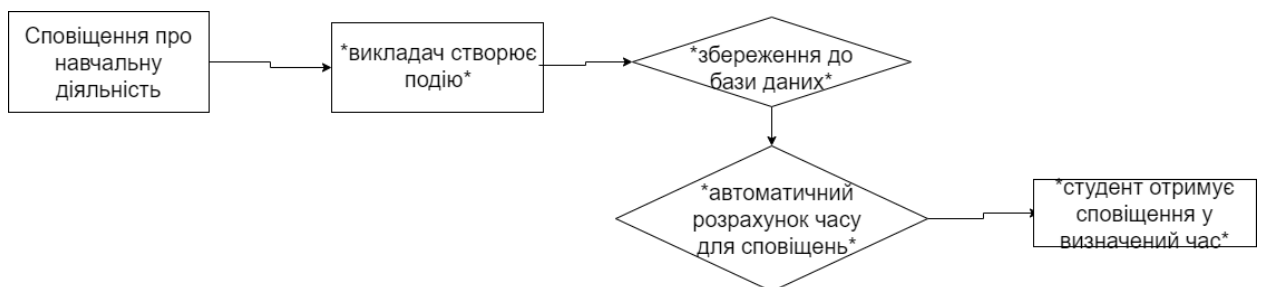 Сповіщення про
навчальну
діяльність
*викладач створює
подію*
*збереження до
бази даних*
*автоматичний
розрахунок часу
для сповіщень*
*студент отримує
сповіщення у
визначений час*